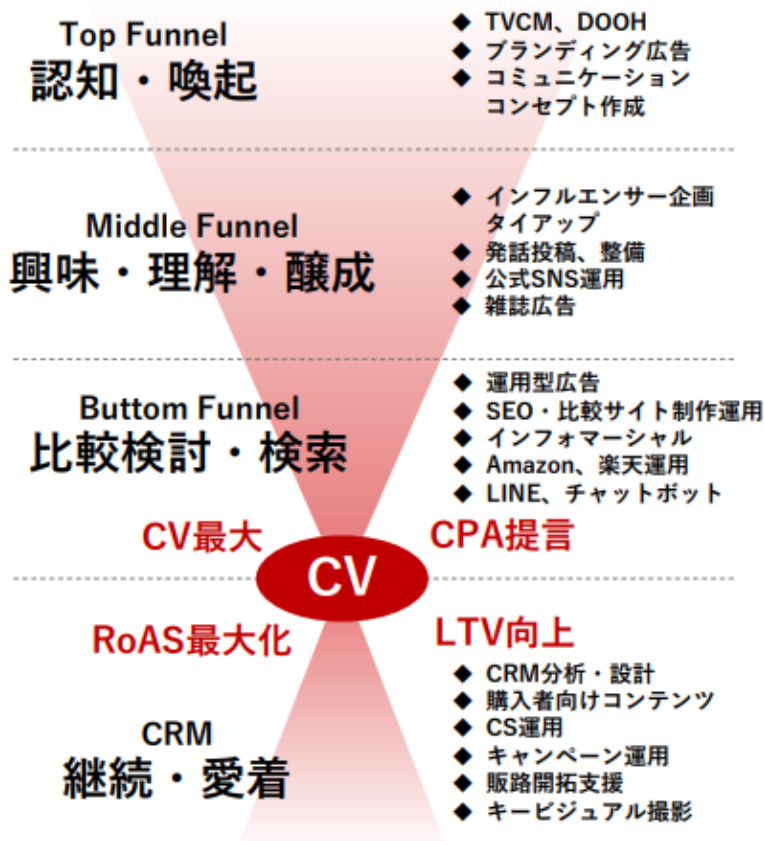 Top Funnel
認知・喚起
◆ TVCM、DOOH
◆ ブランディング広告
◆ コミュニケーション
コンセプト作成
Middle Funnel
興味・理解・醸成
◆ インフルエンサー企画
タイアップ
◆ 発話投稿、整備
◆ 公式SNS運用
◆ 雑誌広告
Buttom Funnel
比較検討・検索
◆ 運用型広告
◆ SEO・比較サイト制作運用
◆ インフォマーシャル
◆ Amazon、楽天運用
◆ LINE、チャットボット
CV最大
CPA提言
CV
RoAS最大化
LTV向上
CRM
継続・愛着
◆ CRM分析・設計
◆ 購入者向けコンテンツ
◆ CS運用
◆ キャンペーン運用
◆ 販路開拓支援
◆ キービジュアル撮影